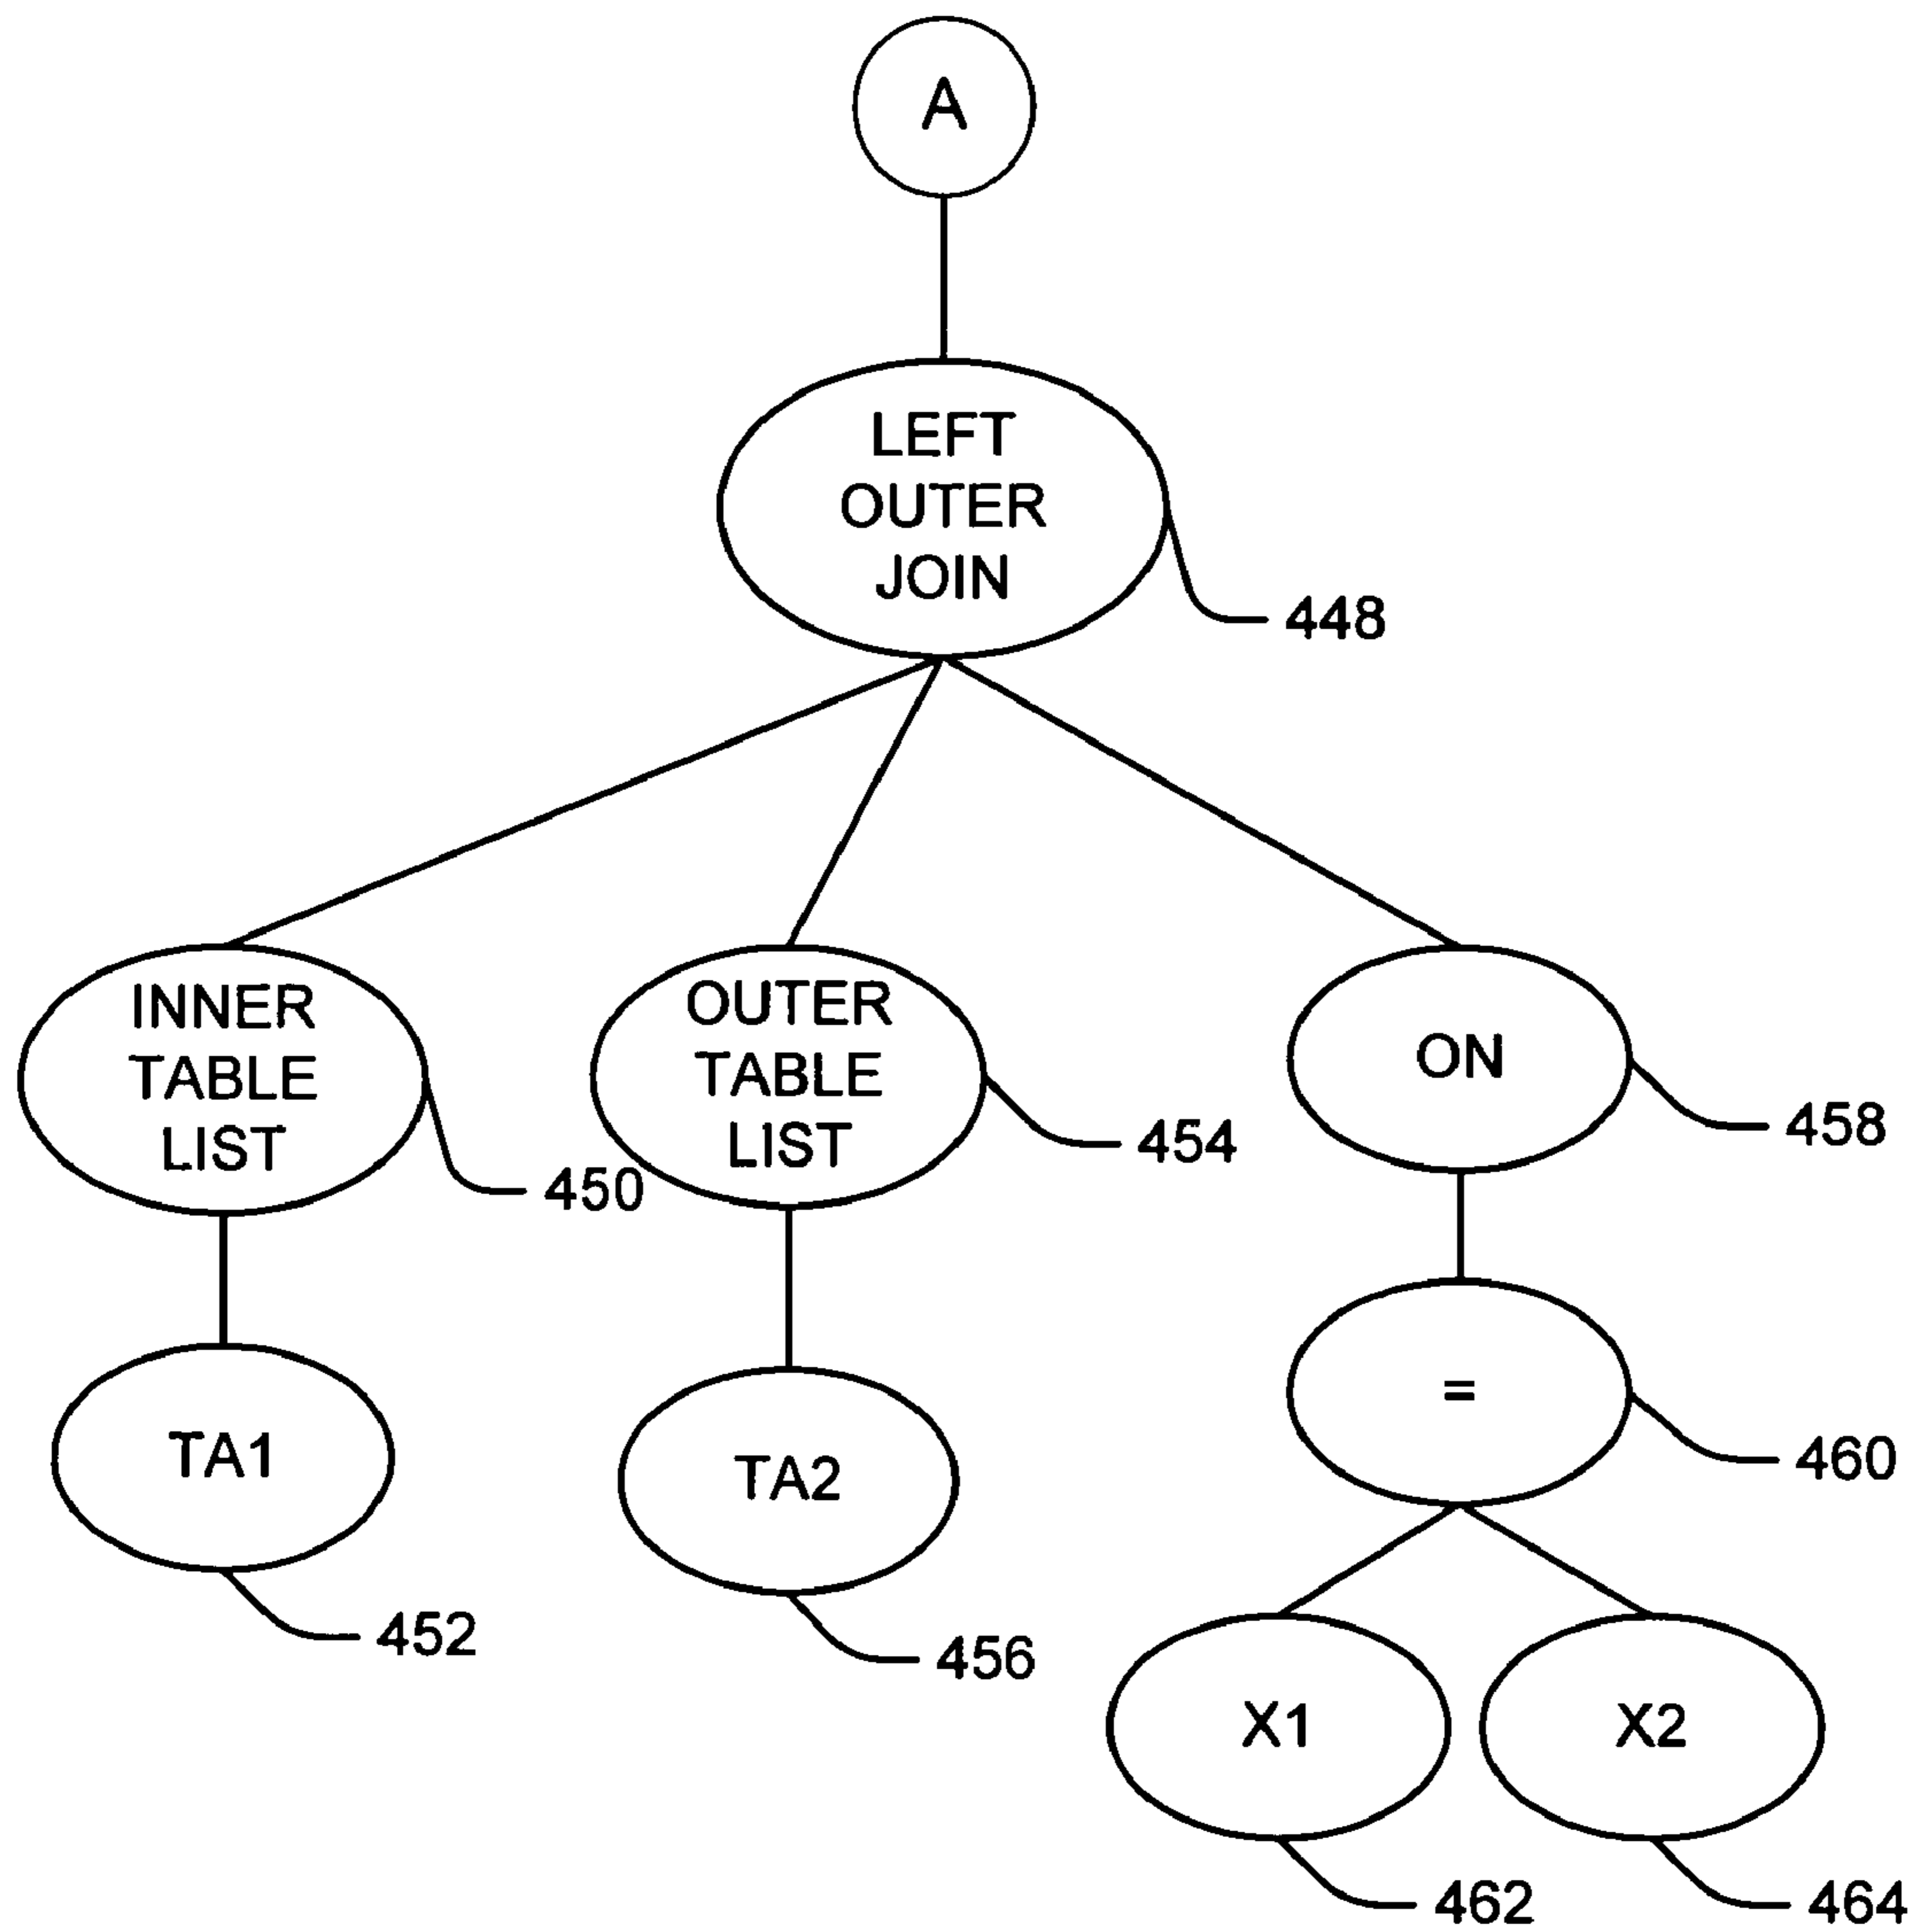 A
LEFT
OUTER
JOIN
448
INNER
TABLE
LIST
450
OUTER
TABLE
LIST
454
ON
458
TA1
452
TA2
456
=
460
X1
462
X2
464